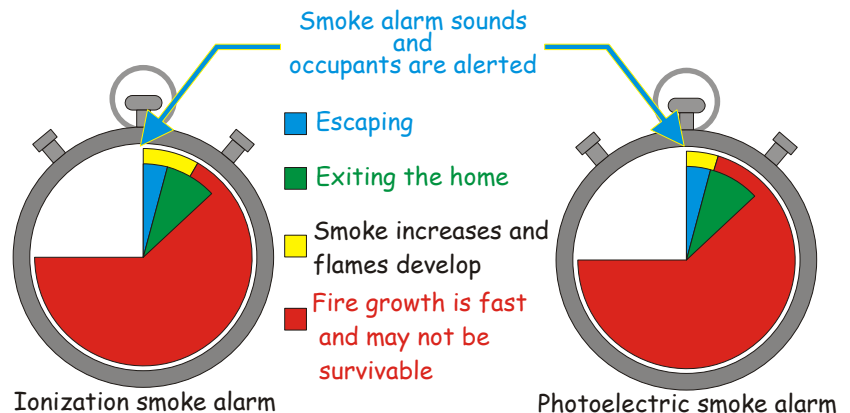 Smoke alarm sounds
and
occupants are alerted
Escaping
Exiting the home
Smoke increases and
flames develop
Fire growth is fast
and may not be
survivable
Ionization smoke alarm
Photoelectric smoke alarm